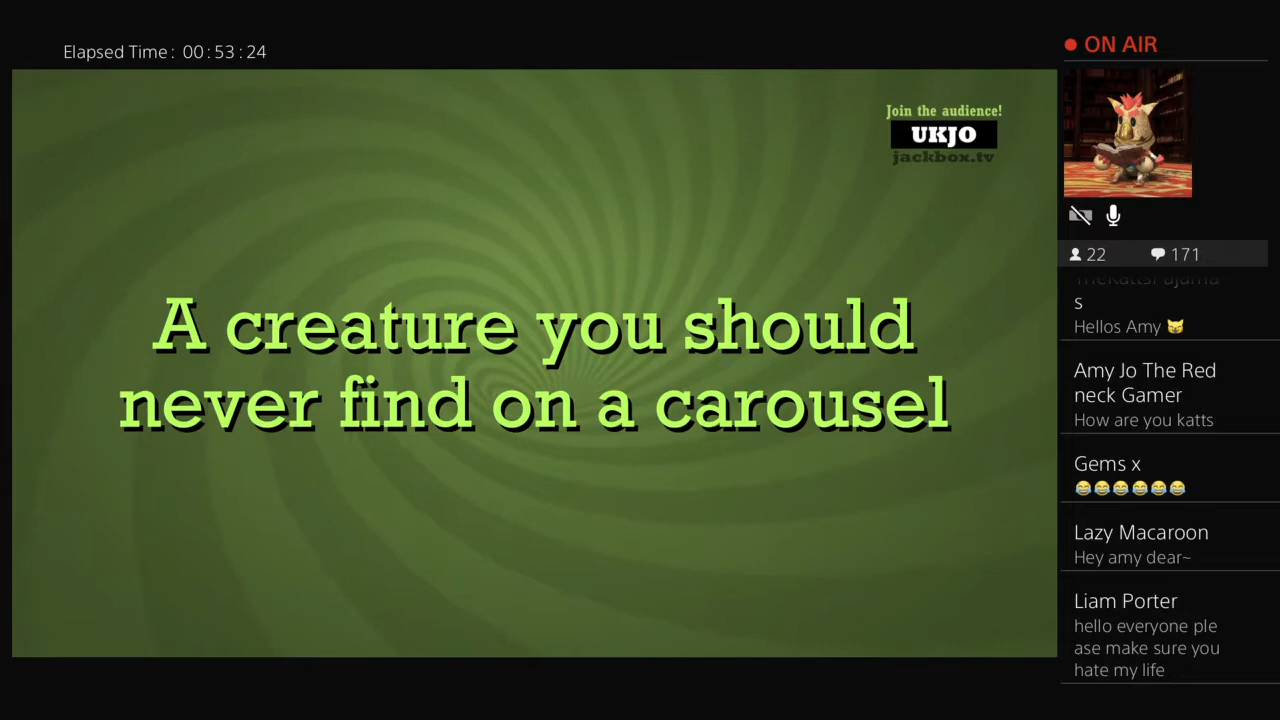 Elapsed Time: 00:53:24
ON AIR
Join the audience!
UKJO
jackbox.tv
A creature you should
never find on a carousel
22 171
s
Hellos Amy 😼
Amy Jo The Red
neck Gamer
How are you katts
Gems x
😂😂😂😂😂😂
Lazy Macaroon
Hey amy dear~
Liam Porter
hello everyone ple
ase make sure you
hate my life